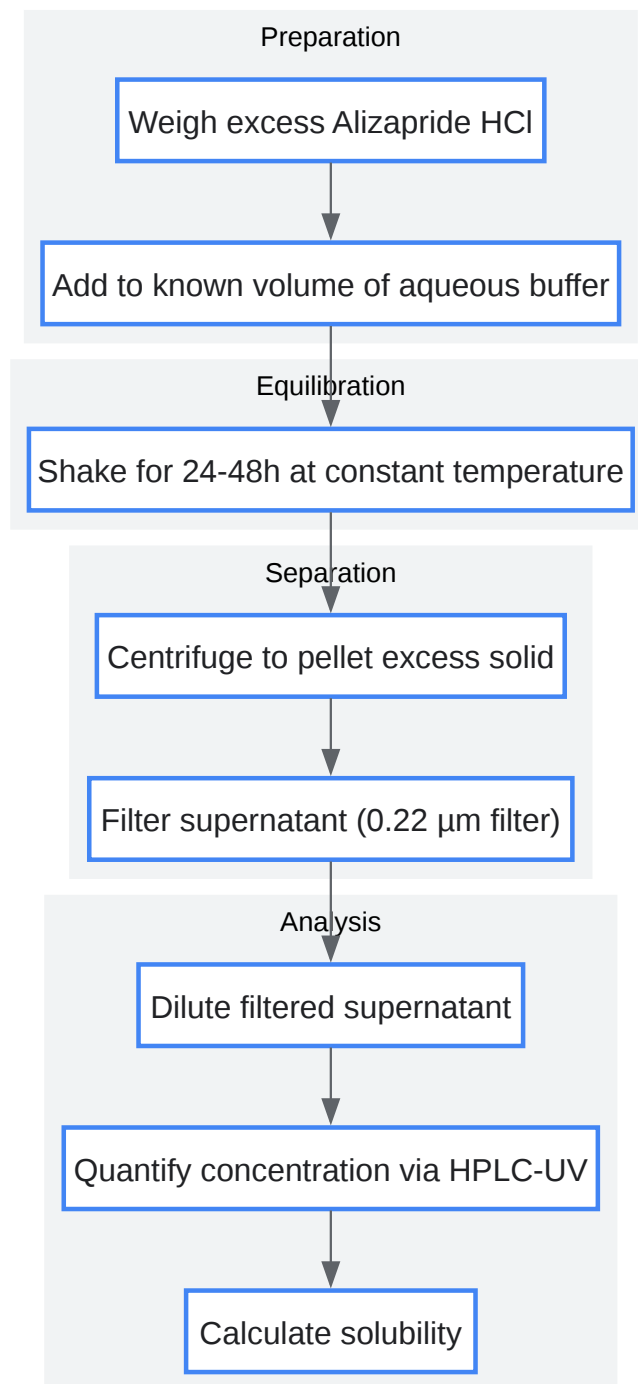 Preparation
Weigh excess Alizapride HCl
Add to known volume of aqueous buffer
Equilibration
Shake for 24-48h at constant temperature
Separation
Centrifuge to pellet excess solid
Filter supernatant (0.22 µm filter)
Analysis
Dilute filtered supernatant
Quantify concentration via HPLC-UV
Calculate solubility